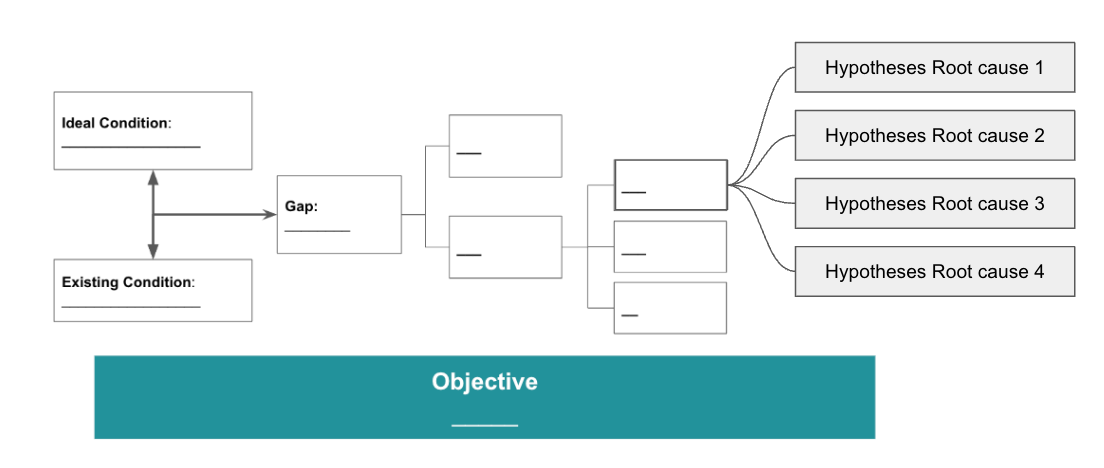 Ideal Condition:
Existing Condition:
Gap:
Hypotheses Root cause 1
Hypotheses Root cause 2
Hypotheses Root cause 3
Hypotheses Root cause 4
Objective